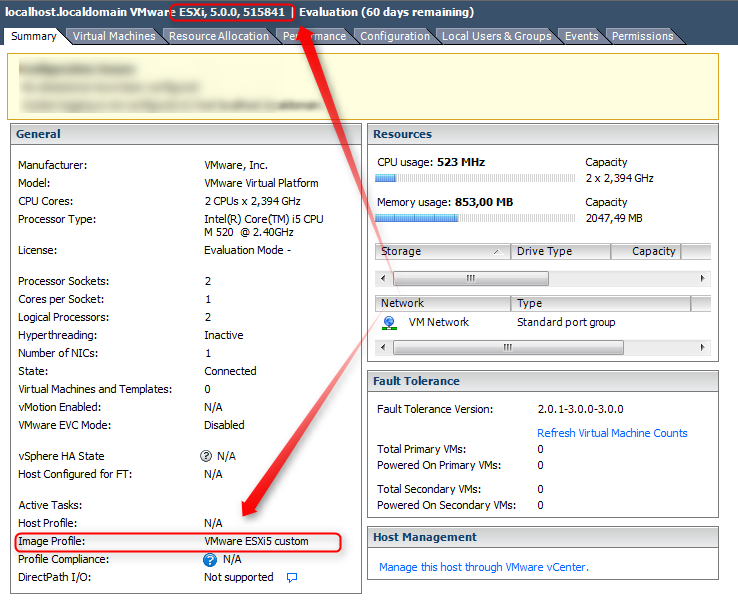 localhost.localdomain VMware ESXi, 5.0.0, 515841 | Evaluation (60 days remaining)
Summary Virtual Machines Resource Allocation Performance Configuration Local Users & Groups Events Permissions
General
Manufacturer: VMware, Inc.
Model: VMware Virtual Platform
CPU Cores: 2 CPUs x 2,394 GHz
Processor Type: Intel(R) Core(TM) i5 CPU
M 520 @ 2.40GHz
License: Evaluation Mode -
Processor Sockets: 2
Cores per Socket: 1
Logical Processors: 2
Hyperthreading: Inactive
Number of NICs: 1
State: Connected
Virtual Machines and Templates: 0
vMotion Enabled: N/A
VMware EVC Mode: Disabled
vSphere HA State ? N/A
Host Configured for FT: N/A
Active Tasks:
Host Profile: N/A
Image Profile: VMware ESXi5 custom
Profile Compliance: ? N/A
DirectPath I/O: Not supported
Resources
CPU usage: 523 MHz Capacity
2 x 2,394 GHz
Memory usage: 853,00 MB Capacity
2047,49 MB
Storage Drive Type Capacity
Network Type
VM Network Standard port group
Fault Tolerance
Fault Tolerance Version: 2.0.1-3.0.0-3.0.0
Refresh Virtual Machine Counts
Total Primary VMs: 0
Powered On Primary VMs: 0
Total Secondary VMs: 0
Powered On Secondary VMs: 0
Host Management
Manage this host through VMware vCenter.